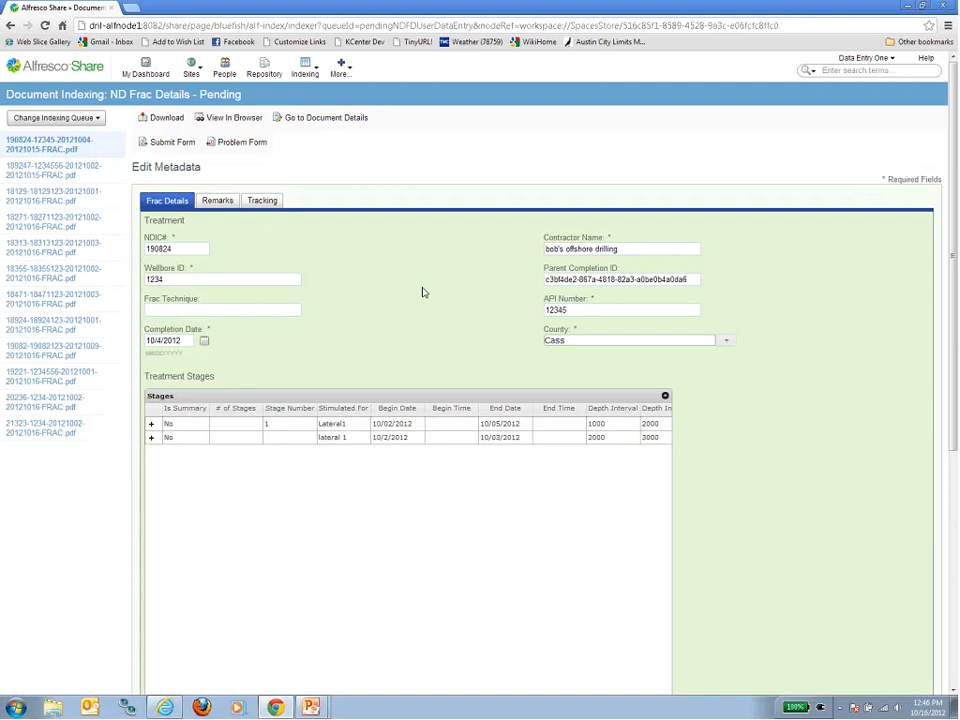 Alfresco Share » Document
dnl-alfnode1:8082/share/page/bluefish/alf-index/indexer?queueId=pendingNDFDUserDataEntry&nodeRef=workspace://SpacesStore/516c85f1-8589-4528-9a3c-e06fcfc8ffc0
Web Slice Gallery Gmail - Inbox Add to Wish List Facebook Customize Links KCenter Dev TinyURL! Weather (78759) WikiHome Austin City Limits M... Other bookmarks
Alfresco Share My Dashboard Sites People Repository Indexing More... Data Entry One Help
Enter search terms...
Document Indexing: ND Frac Details - Pending
Change Indexing Queue Download View In Browser Go to Document Details
Submit Form Problem Form
190824-12345-20121004-
20121015-FRAC.pdf
189247-1234556-20121002-
20121015-FRAC.pdf
18129-18129123-20121001-
20121016-FRAC.pdf
18271-18271123-20121002-
20121016-FRAC.pdf
18313-18313123-20121003-
20121016-FRAC.pdf
18355-18355123-20121002-
20121016-FRAC.pdf
18471-18471123-20121003-
20121016-FRAC.pdf
18924-18924123-20121001-
20121016-FRAC.pdf
19082-19082123-20121009-
20121016-FRAC.pdf
19221-1234556-20121001-
20121016-FRAC.pdf
20236-1234-20121002-
20121016-FRAC.pdf
21323-1234-20121002-
20121016-FRAC.pdf
Edit Metadata
* Required Fields
Frac Details Remarks Tracking
Treatment
NDIC#: * Contractor Name: *
190824 bob's offshore drilling
Wellbore ID: * Parent Completion ID:
1234 c3bf4de2-867a-4818-82a3-a0be0b4a0da6
Frac Technique: API Number: *
12345
Completion Date: * County: *
10/4/2012 Cass
MM/DD/YYYY
Treatment Stages
Stages
Is Summary # of Stages Stage Number Stimulated For Begin Date Begin Time End Date End Time Depth Interval Depth In
+ No 1 Lateral1 10/02/2012 10/05/2012 1000 2000
+ No lateral 1 10/2/2012 10/03/2012 2000 3000
100% 12:46 PM
10/16/2012